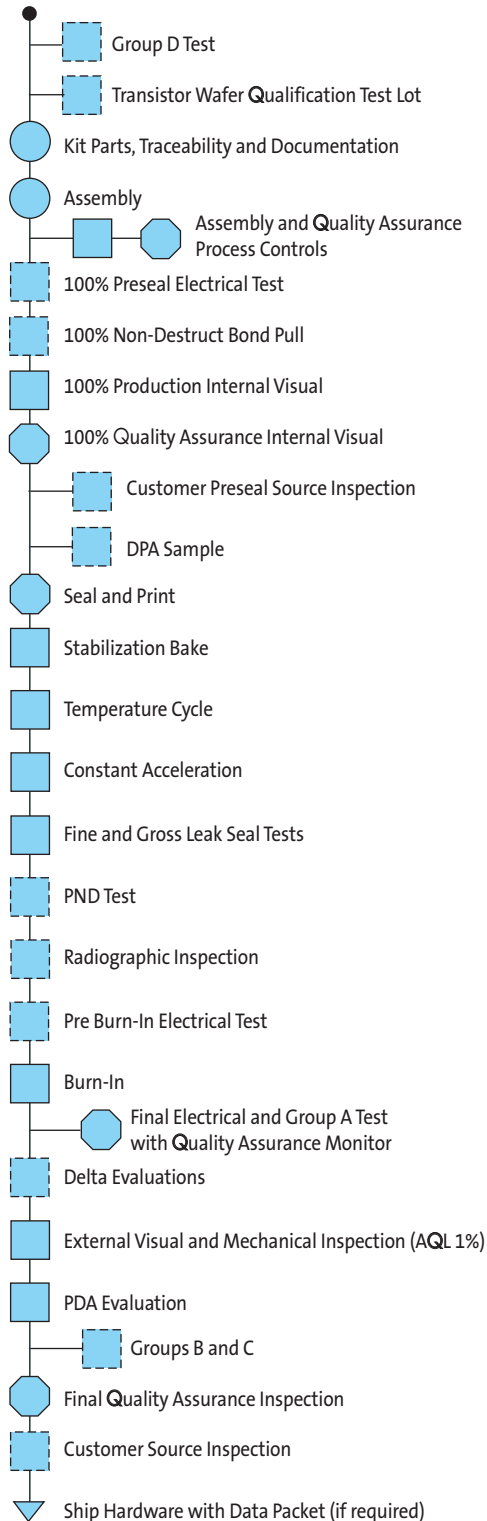 Group D Test
Transistor Wafer Qualification Test Lot
Kit Parts, Traceability and Documentation
Assembly
Assembly and Quality Assurance
Process Controls
100% Preseal Electrical Test
100% Non-Destruct Bond Pull
100% Production Internal Visual
100% Quality Assurance Internal Visual
Customer Preseal Source Inspection
DPA Sample
Seal and Print
Stabilization Bake
Temperature Cycle
Constant Acceleration
Fine and Gross Leak Seal Tests
PND Test
Radiographic Inspection
Pre Burn-In Electrical Test
Burn-In
Final Electrical and Group A Test
with Quality Assurance Monitor
Delta Evaluations
External Visual and Mechanical Inspection (AQL 1%)
PDA Evaluation
Groups B and C
Final Quality Assurance Inspection
Customer Source Inspection
Ship Hardware with Data Packet (if required)